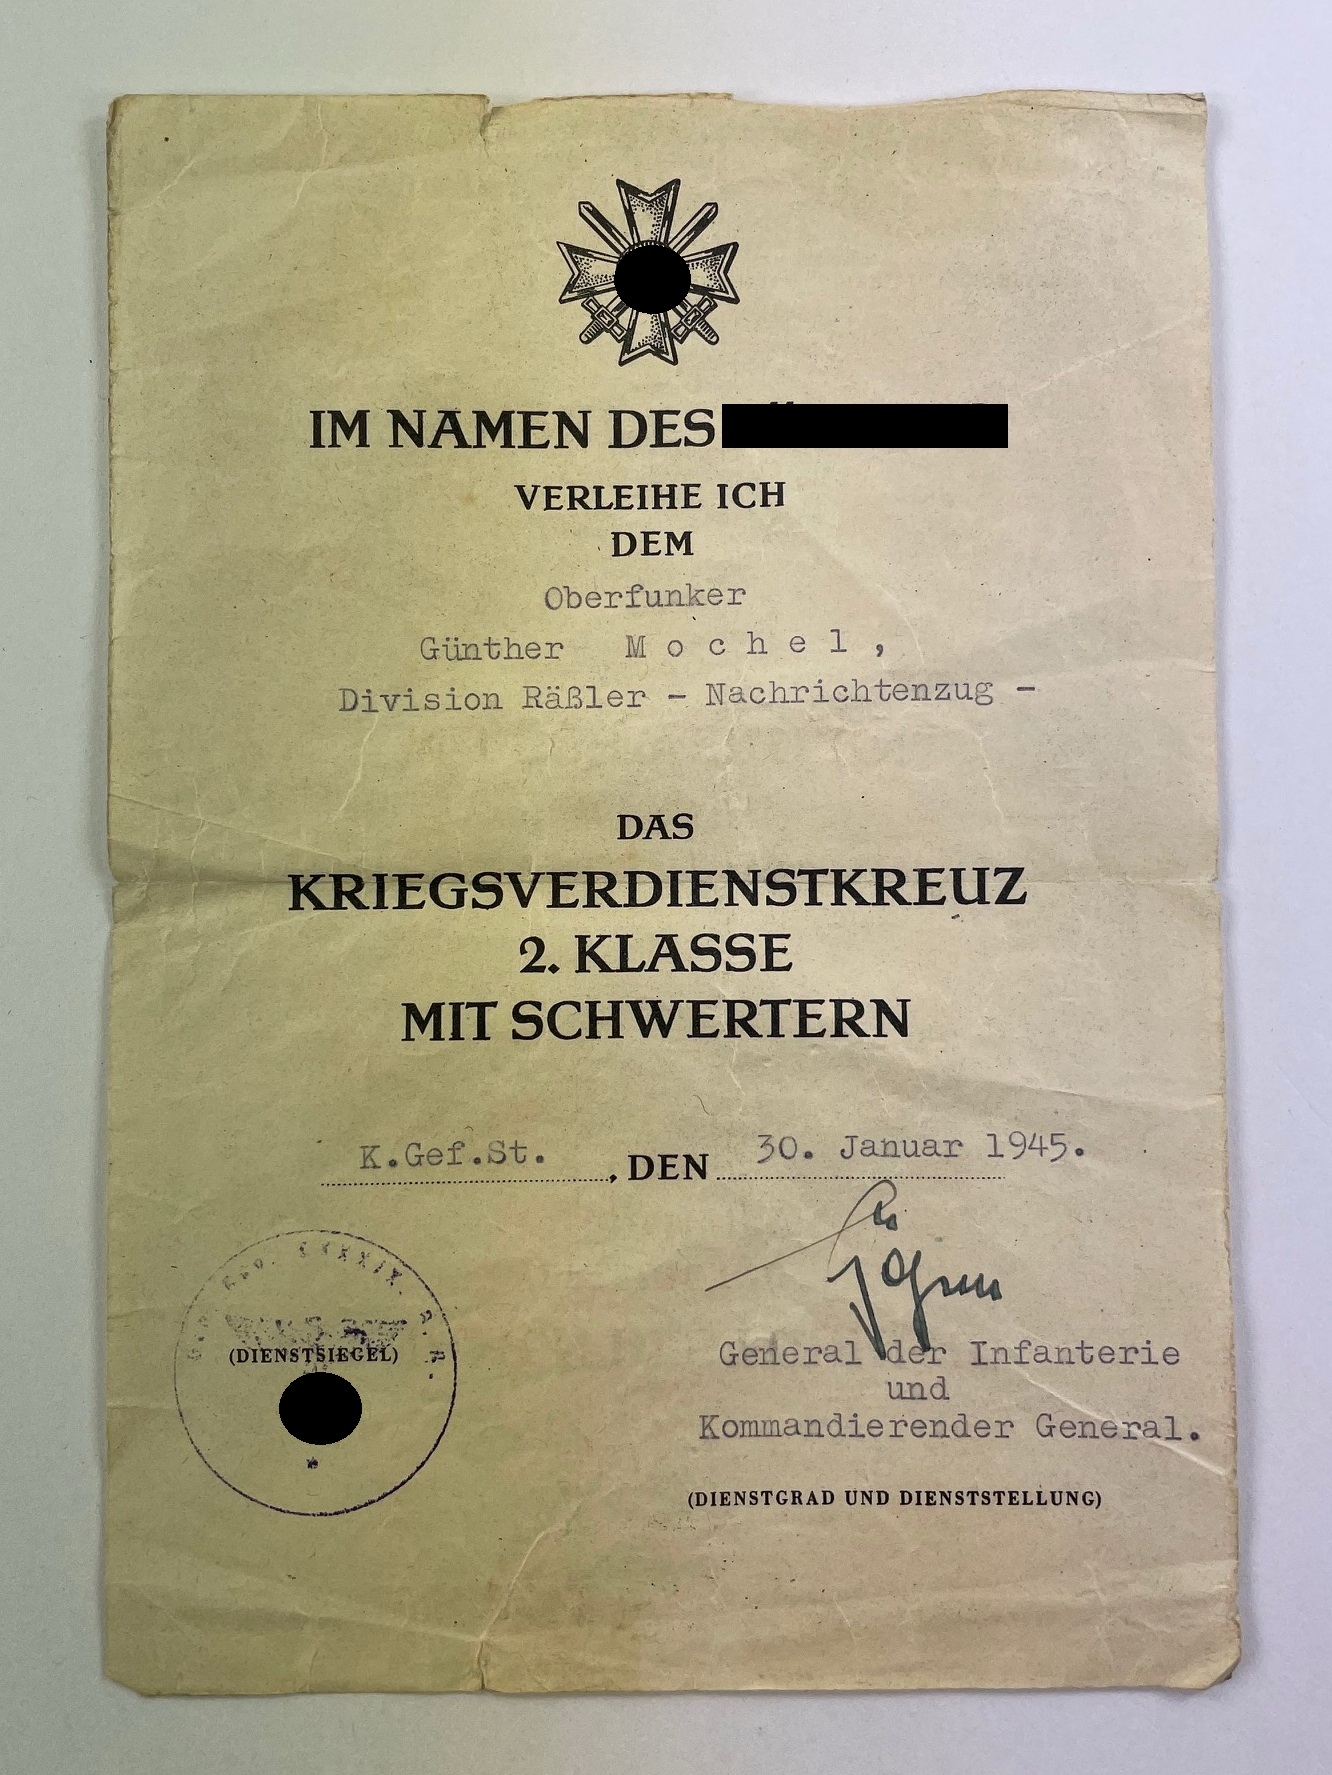 IM NAMEN DES
VERLEIHE ICH
DEM
Oberfunker
Günther Mochel,
Division Räßler - Nachrichtenzug -
DAS
KRIEGSVERDIENSTKREUZ
2. KLASSE
MIT SCHWERTERN
K.Gef.St. , DEN 30. Januar 1945.
(DIENSTSIEGEL)
General der Infanterie
und
Kommandierender General.
(DIENSTGRAD UND DIENSTSTELLUNG)